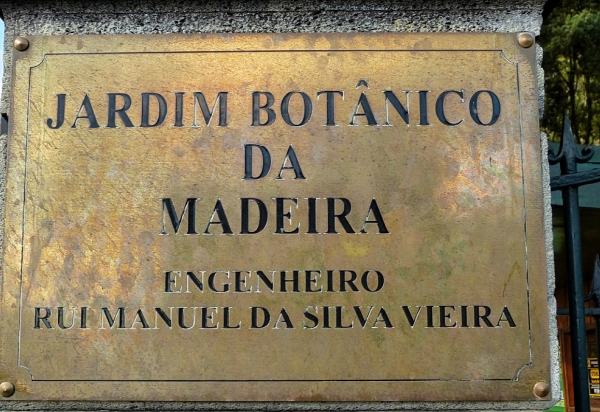 JARDIM BOTÂNICO
DA
MADEIRA
ENGENHEIRO
RUI MANUEL DA SILVA VIEIRA